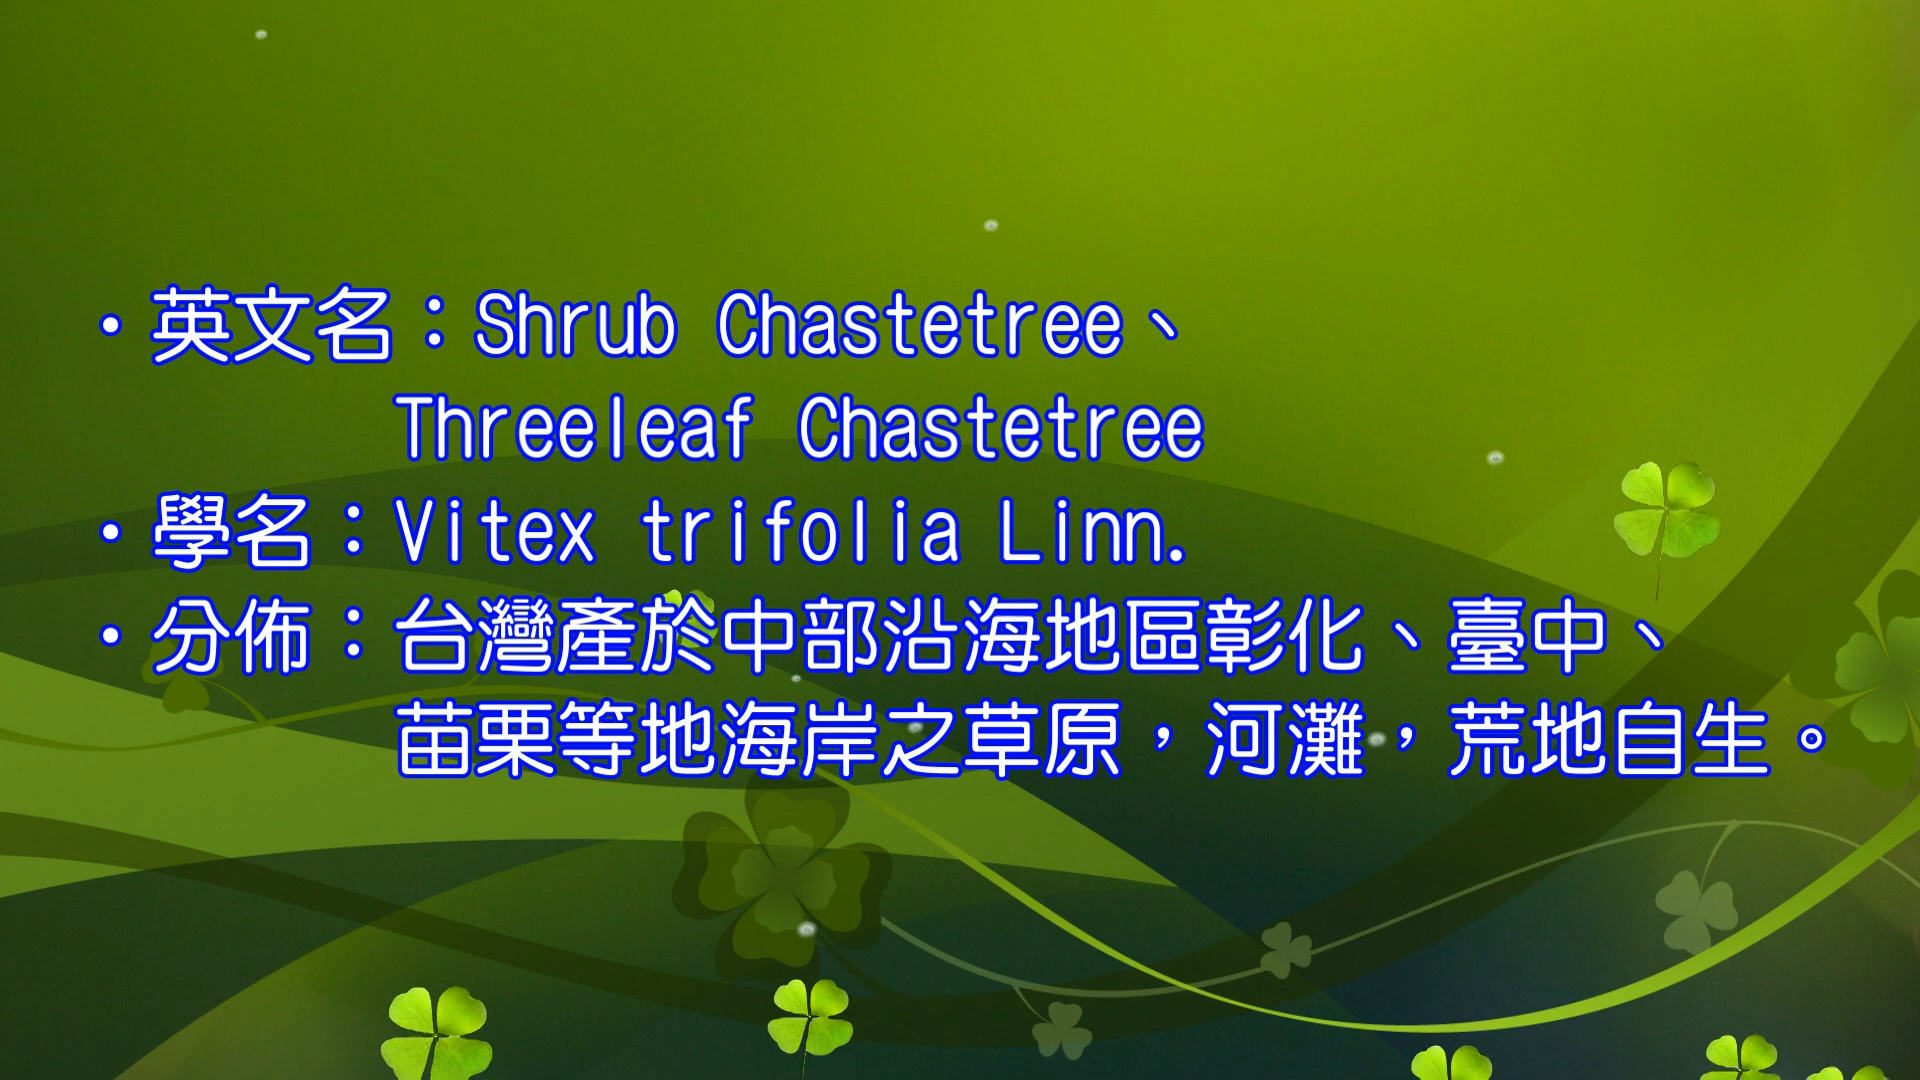 ·英文名：Shrub Chastetree、
Threeleaf Chastetree
·學名：Vitex trifolia Linn.
·分佈：台灣產於中部沿海地區彰化、臺中、
苗栗等地海岸之草原，河灘，荒地自生。